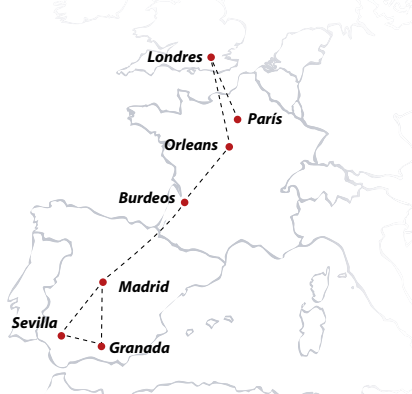 Londres
París
Orleans
Burdeos
Madrid
Sevilla
Granada